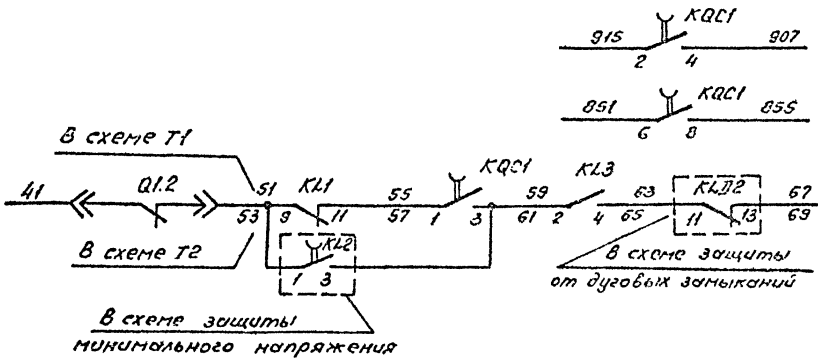 KQC1
915 907
2 4
KQC1
851 855
6 8
В схеме Т1
41 Q1.2 51 KL1 55 KQC1 59 KL3 63 KLD2 67
53 9 11 57 1 3 61 2 4 65 11 13 69
В схеме Т2
KL2
1 3
В схеме защиты
от дуговых замыканий
В схеме защиты
минимального напряжения